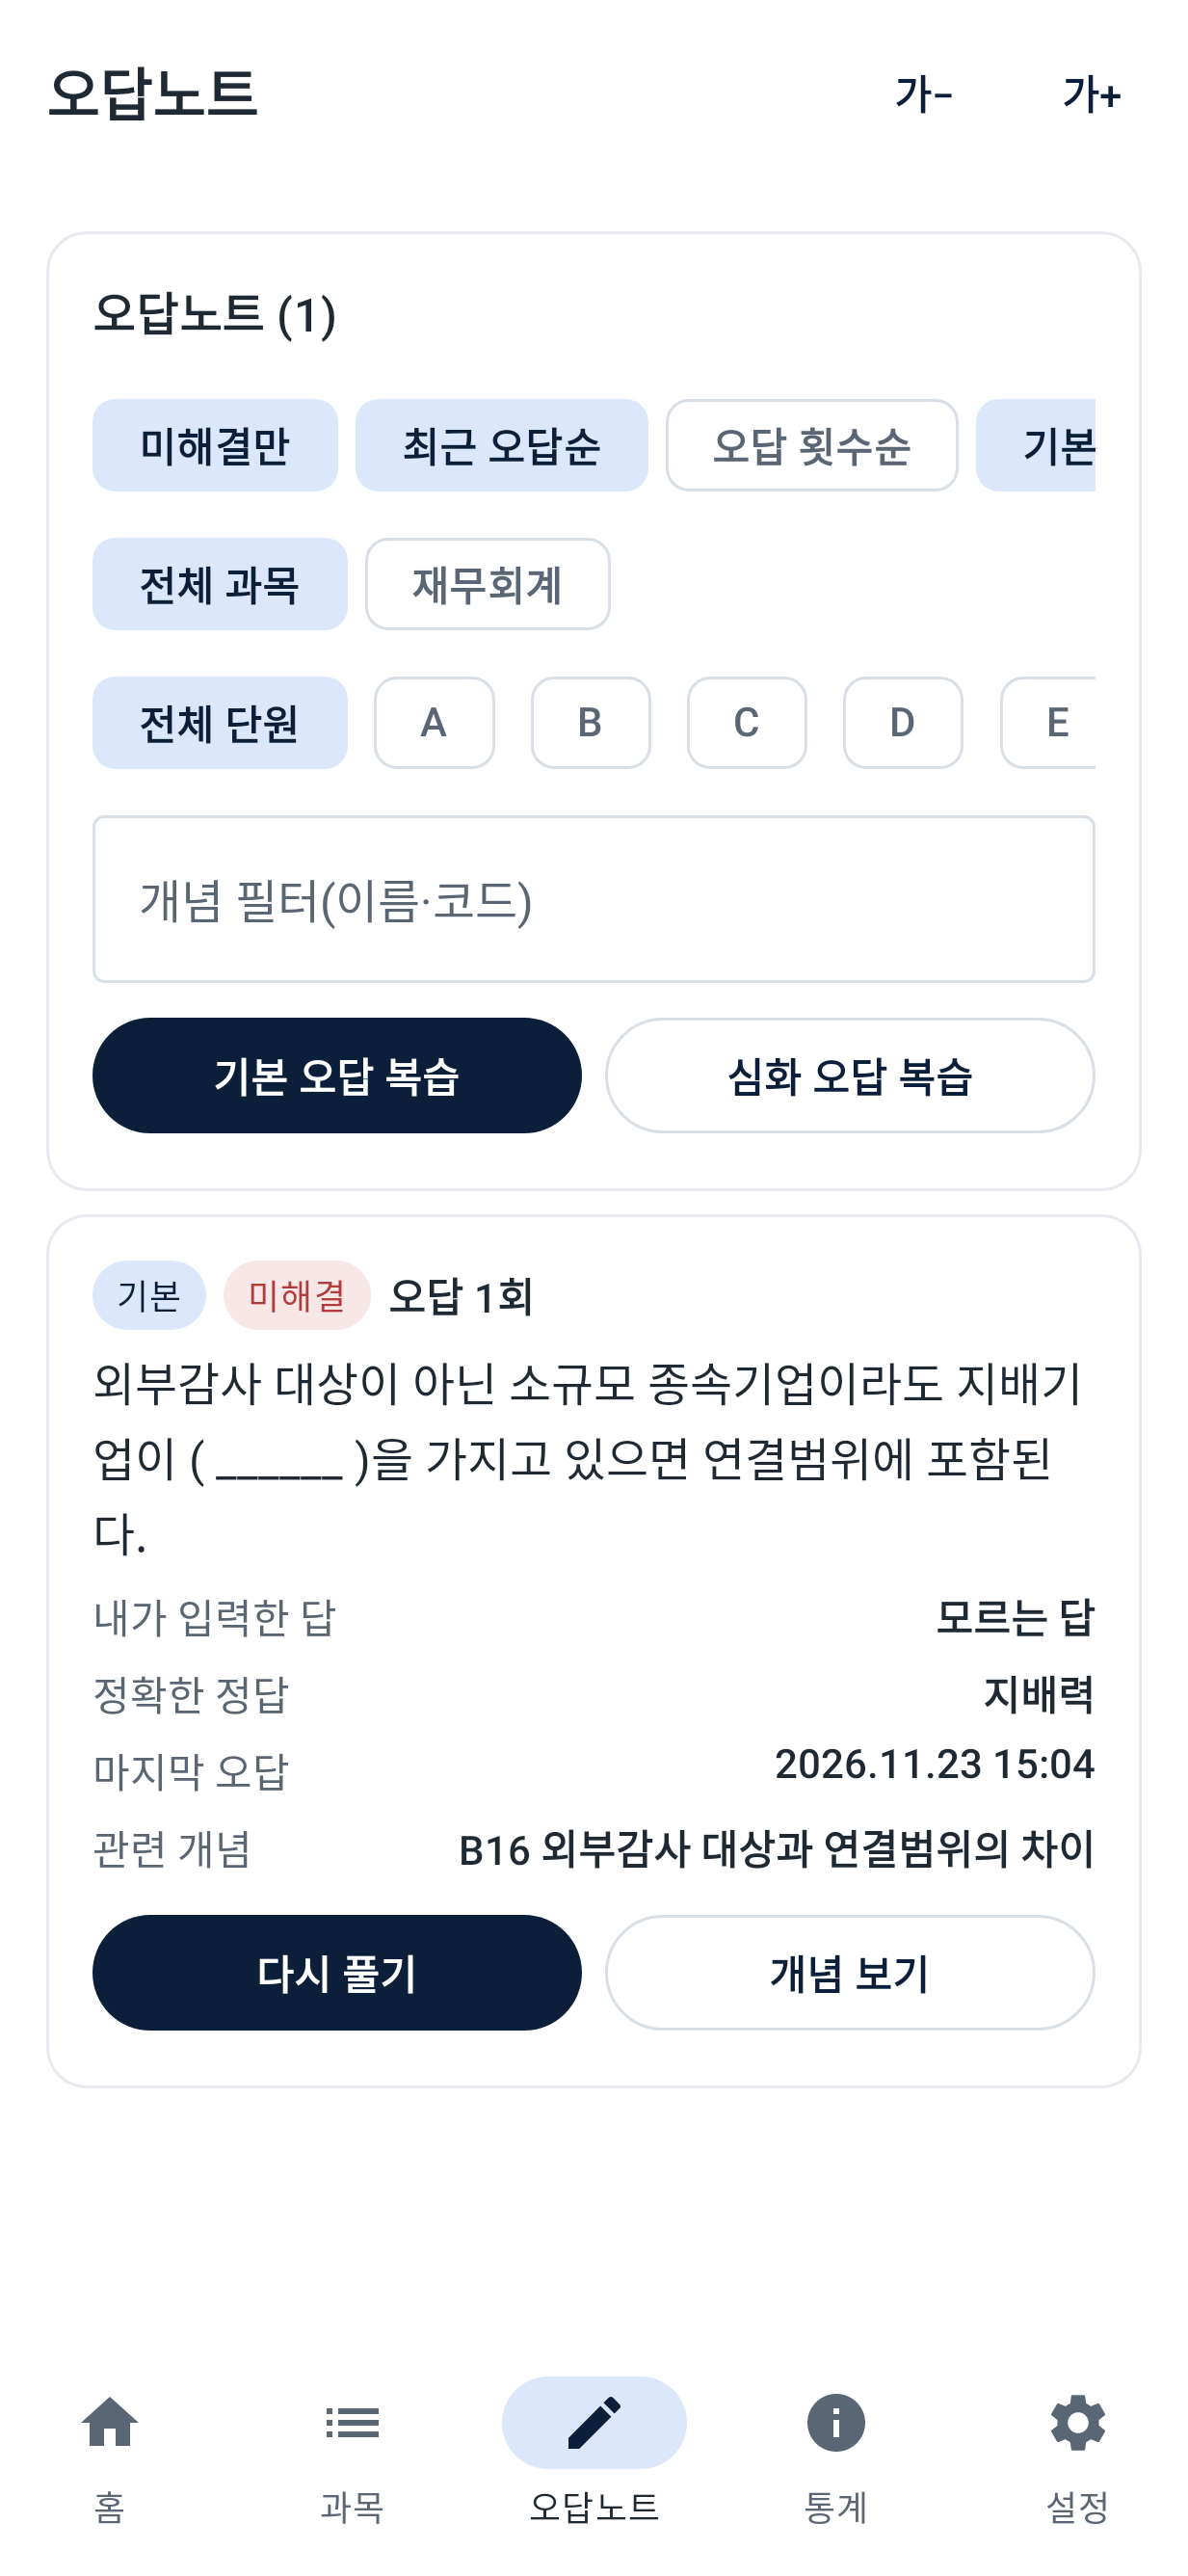 오답노트 가- 가+
오답노트 (1)
미해결만 최근 오답순 오답 횟수순 기본
전체 과목 재무회계
전체 단원 A B C D E
개념 필터(이름·코드)
기본 오답 복습 심화 오답 복습
기본 미해결 오답 1회
외부감사 대상이 아닌 소규모 종속기업이라도 지배기
업이 ( ______ )을 가지고 있으면 연결범위에 포함된
다.
내가 입력한 답 모르는 답
정확한 정답 지배력
마지막 오답 2026.11.23 15:04
관련 개념 B16 외부감사 대상과 연결범위의 차이
다시 풀기 개념 보기
홈 과목 오답노트 통계 설정